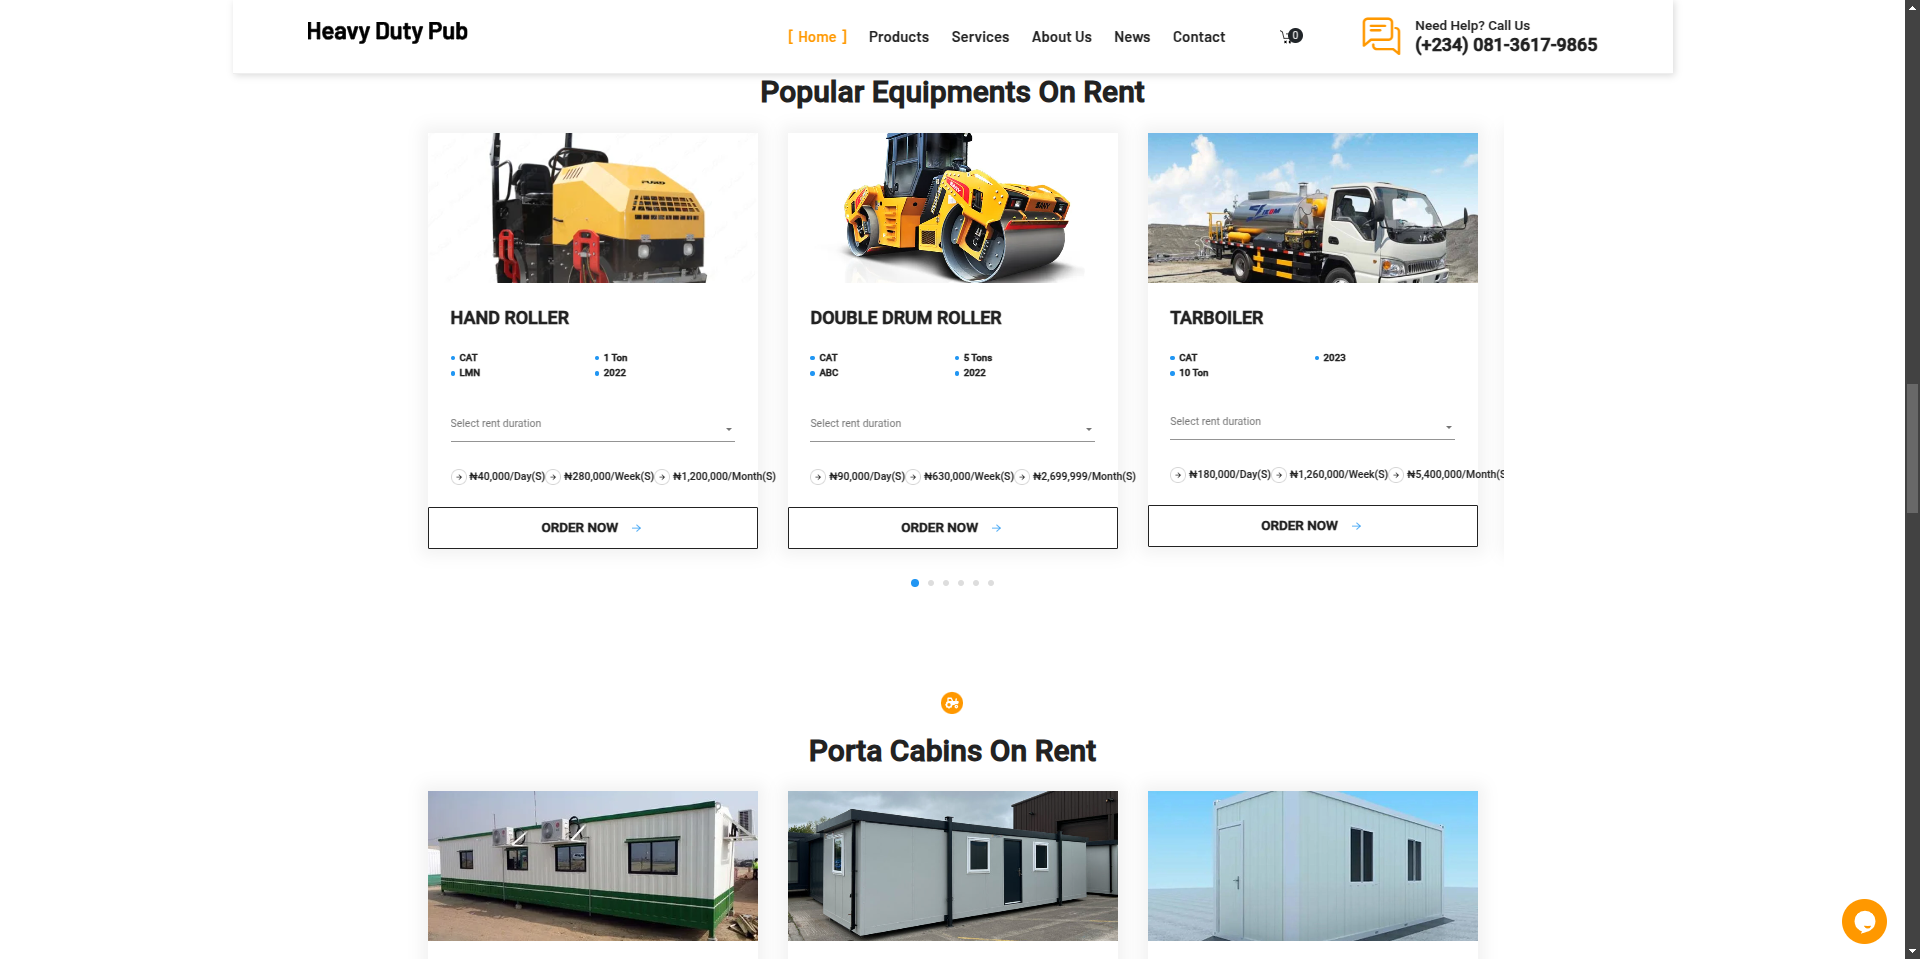 Heavy Duty Pub
[ Home ] Products Services About Us News Contact 0
Need Help? Call Us
(+234) 081-3617-9865
Popular Equipments On Rent
HAND ROLLER
CAT 1 Ton
LMN 2022
Select rent duration
₦40,000/Day(S) ₦280,000/Week(S) ₦1,200,000/Month(S)
ORDER NOW
SANY
DOUBLE DRUM ROLLER
CAT 5 Tons
ABC 2022
Select rent duration
₦90,000/Day(S) ₦630,000/Week(S) ₦2,699,999/Month(S)
ORDER NOW
TARBOILER
CAT 2023
10 Ton
Select rent duration
₦180,000/Day(S) ₦1,260,000/Week(S) ₦5,400,000/Month(S
ORDER NOW
Porta Cabins On Rent